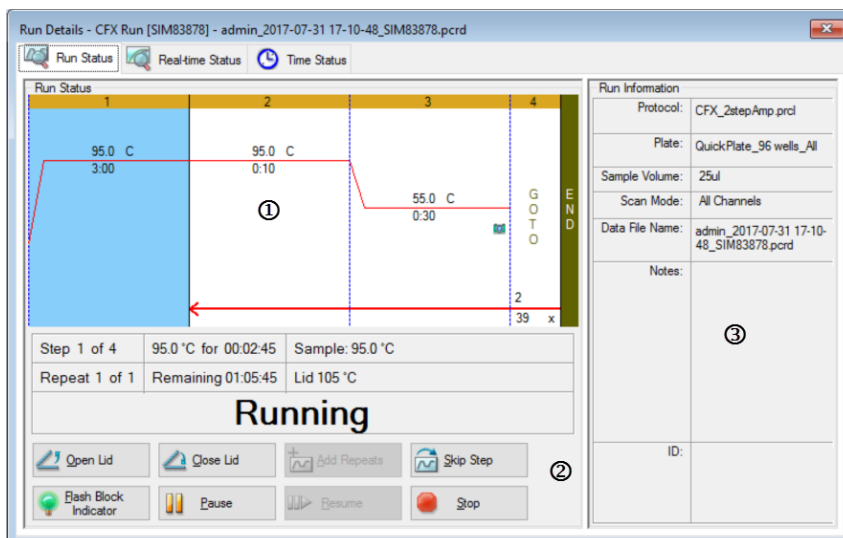 Run Details - CFX Run [SIM83878] - admin_2017-07-31 17-10-48_SIM83878.pcrd
Run Status
Real-time Status
Time Status
Run Status
1
2
3
4
95.0 C
3:00
95.0 C
0:10
55.0 C
0:30
①
GOTO
END
2
39 x
Step 1 of 4
95.0 °C for 00:02:45
Sample: 95.0 °C
Repeat 1 of 1
Remaining 01:05:45
Lid 105 °C
Running
Open Lid
Close Lid
Add Repeats
Skip Step
②
Flash Block
Indicator
Pause
Resume
Stop
Run Information
Protocol:
CFX_2stepAmp.prcl
Plate:
QuickPlate_96 wells_All
Sample Volume:
25ul
Scan Mode:
All Channels
Data File Name:
admin_2017-07-31 17-10-
48_SIM83878.pcrd
Notes:
③
ID: